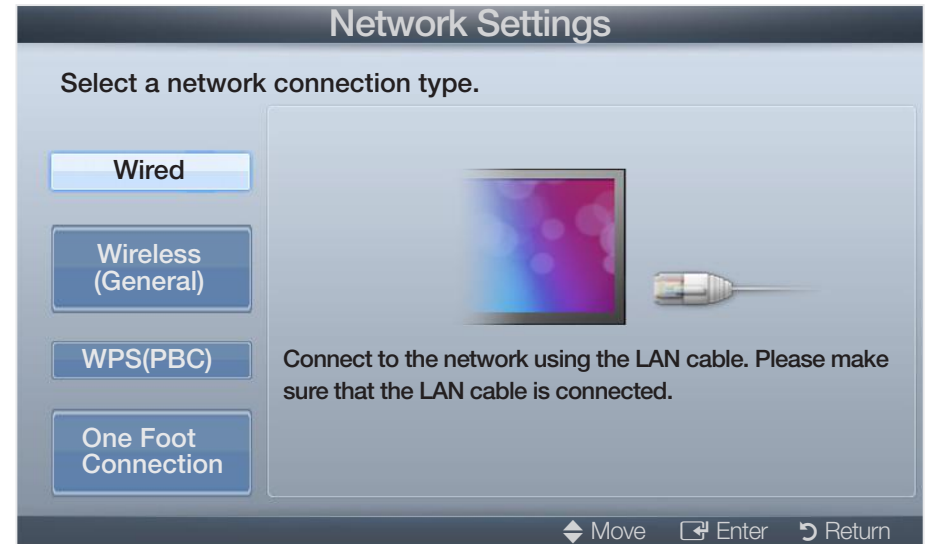 Network Settings
Select a network connection type.
Wired
Wireless
(General)
WPS(PBC)
One Foot
Connection
Connect to the network using the LAN cable. Please make
sure that the LAN cable is connected.
Move Enter Return